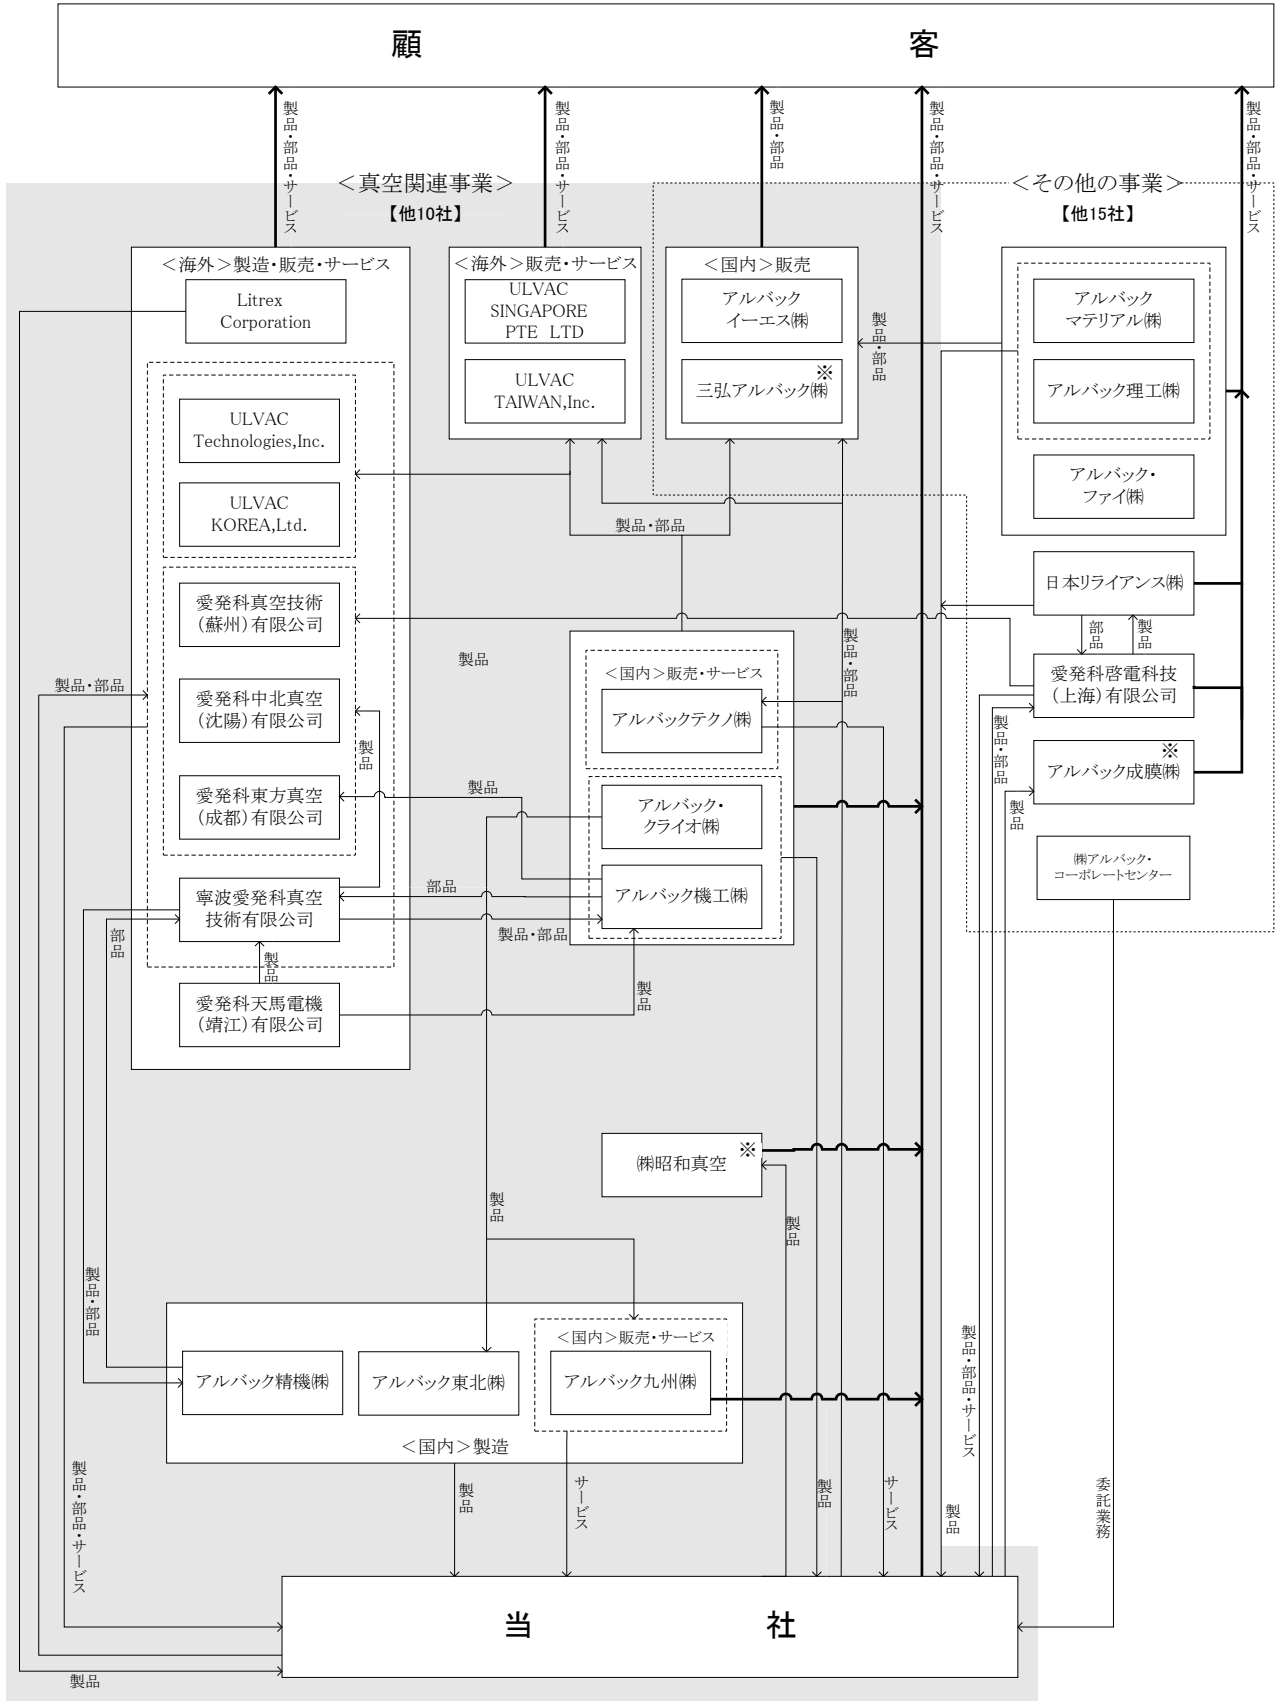 顧客
製品・部品・サービス
製品・部品・サービス
製品・部品
製品・部品・サービス
製品・部品・サービス
＜真空関連事業＞
【他10社】
＜その他の事業＞
【他15社】
＜海外＞製造・販売・サービス
Litrex
Corporation
ULVAC
Technologies,Inc.
ULVAC
KOREA,Ltd.
愛発科真空技術
（蘇州）有限公司
愛発科中北真空
（沈陽）有限公司
愛発科東方真空
（成都）有限公司
寧波愛発科真空
技術有限公司
愛発科天馬電機
（靖江）有限公司
＜海外＞販売・サービス
ULVAC
SINGAPORE
PTE LTD
ULVAC
TAIWAN,Inc.
＜国内＞販売
アルバック
イーエス㈱
三弘アルバック㈱
※
製品・部品
アルバック
マテリアル㈱
アルバック理工㈱
アルバック・
ファイ㈱
日本リライアンス㈱
部品
製品
愛発科啓電科技
（上海）有限公司
アルバック成膜㈱
※
㈱アルバック・
コーポレートセンター
製品・部品
製品・部品
製品
製品・部品
＜国内＞販売・サービス
アルバックテクノ㈱
アルバック・
クライオ㈱
アルバック機工㈱
製品・部品
製品
製品
部品
製品・部品
製品
製品
部品
製品・部品
製品
㈱昭和真空
※
製品
製品
製品・部品
アルバック精機㈱
アルバック東北㈱
＜国内＞販売・サービス
アルバック九州㈱
＜国内＞製造
製品・部品・サービス
製品
サービス
製品
サービス
製品
製品・部品・サービス
委託業務
当社
製品